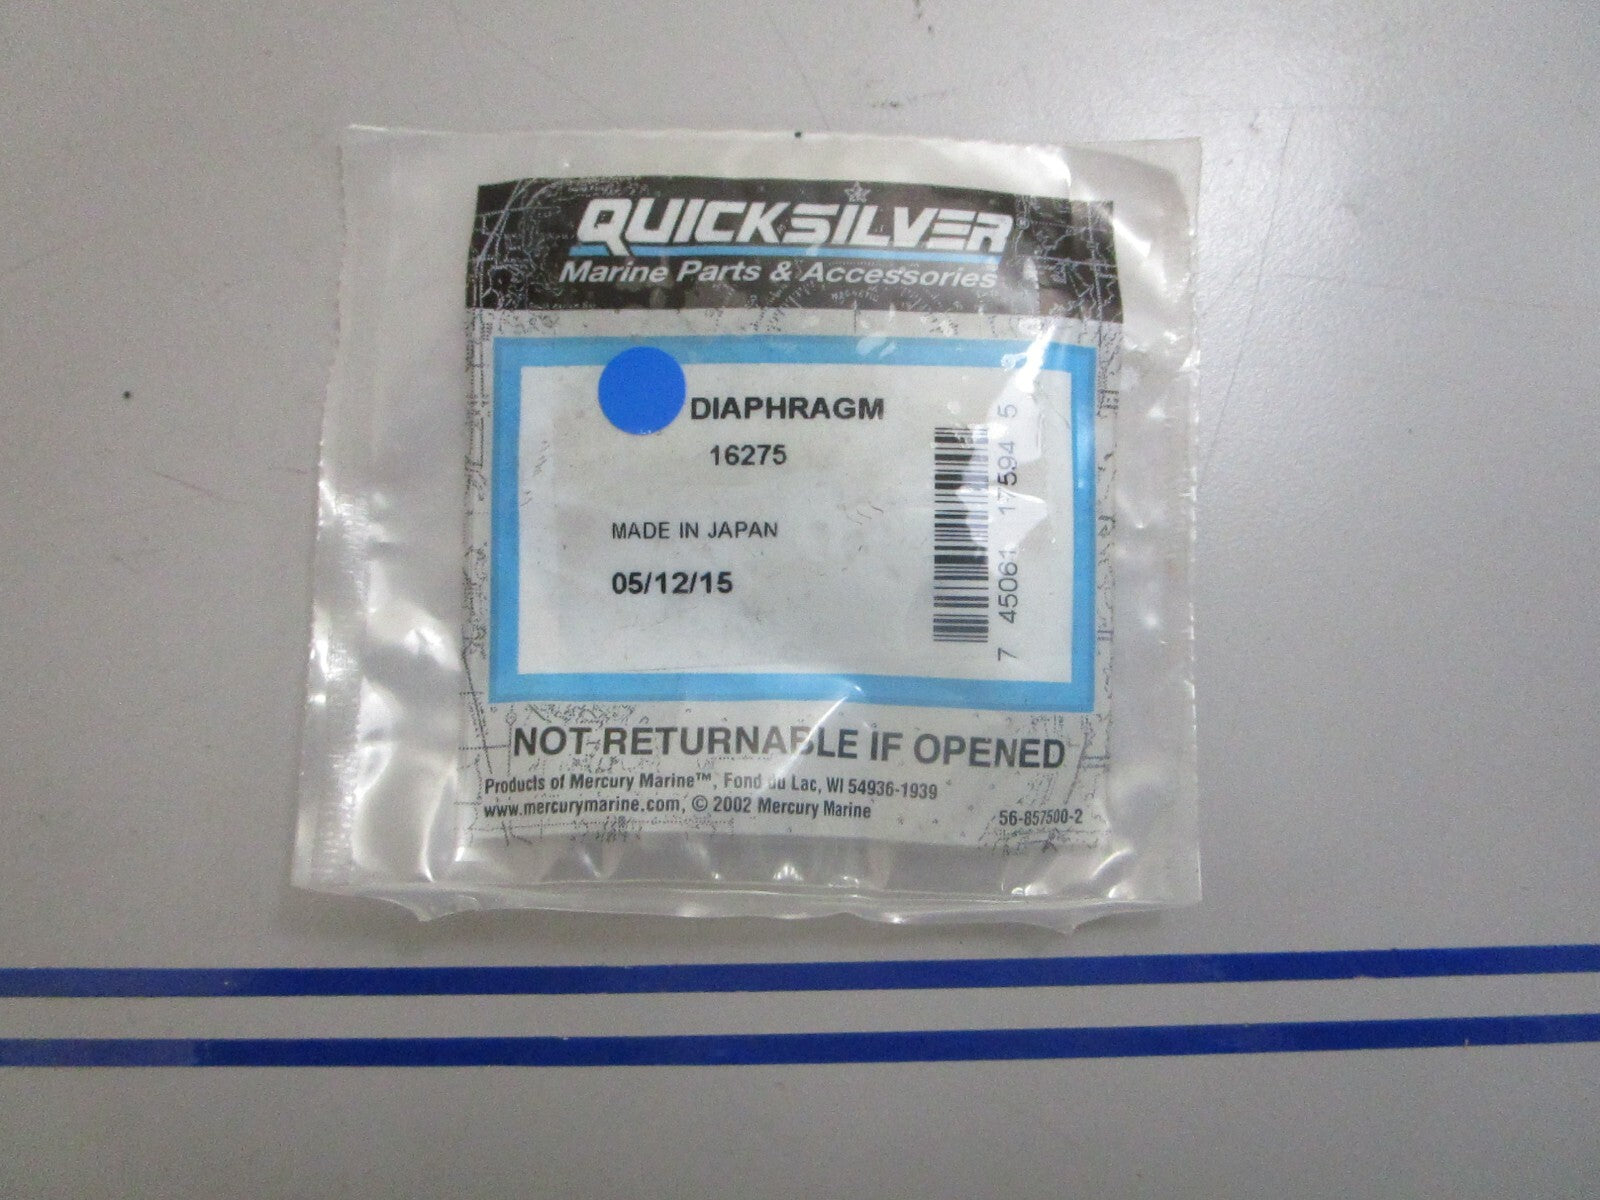 QUICKSILVER
Marine Parts & Accessories
DIAPHRAGM
16275
MADE IN JAPAN
05/12/15
7 45061 17594 5
NOT RETURNABLE IF OPENED
Products of Mercury Marine™, Fond du Lac, WI 54936-1939
www.mercurymarine.com, © 2002 Mercury Marine
56-857500-2